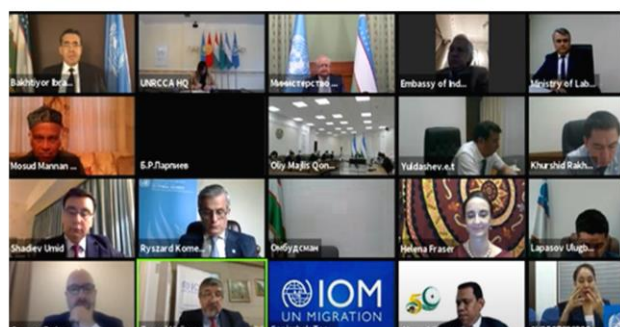 Bakhtiyor Ibra...
UNRCCA HQ
Министерство ...
Embassy of Ind...
Ministry of Lab...
Mosud Mannan ...
Б.Р.Парпиев
Oliy Majlis Qon...
Yuldashev.e.t
Khurshid Rakh...
Shadiev Umid
Ryszard Kome...
Омбудсман
Helena Fraser
Lapasov Ulugb...
IOM
UN MIGRATION
50